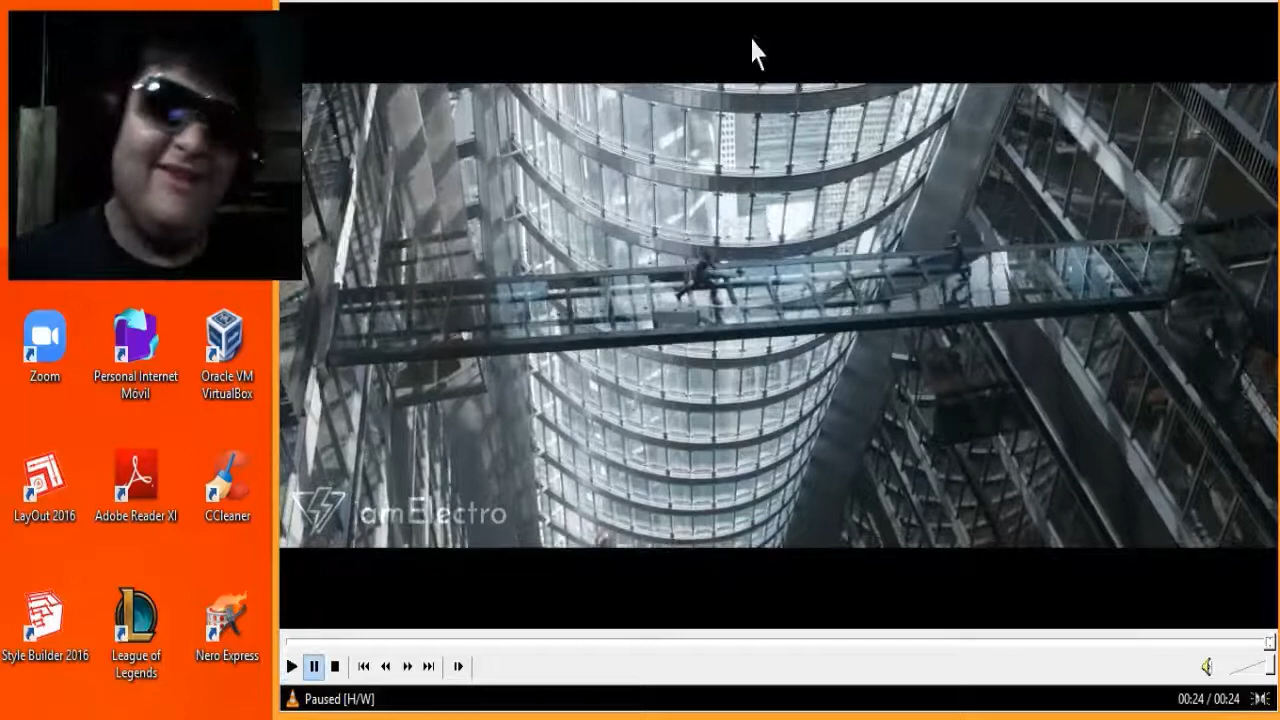 iamElectro
Zoom
Personal Internet
Móvil
Oracle VM
VirtualBox
LayOut 2016
Adobe Reader XI
CCleaner
Style Builder 2016
League of
Legends
Nero Express
Paused [H/W]
00:24 / 00:24